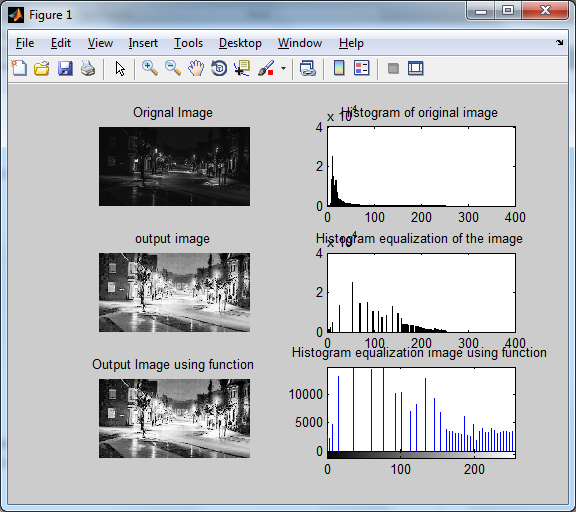 Figure 1
File Edit View Insert Tools Desktop Window Help
Orignal Image
x 10^4
Histogram of original image
4
2
0
0 100 200 300 400
output image
x 10^4
Histogram equalization of the image
4
2
0
0 100 200 300 400
Output Image using function
Histogram equalization image using function
10000
5000
0
0 100 200